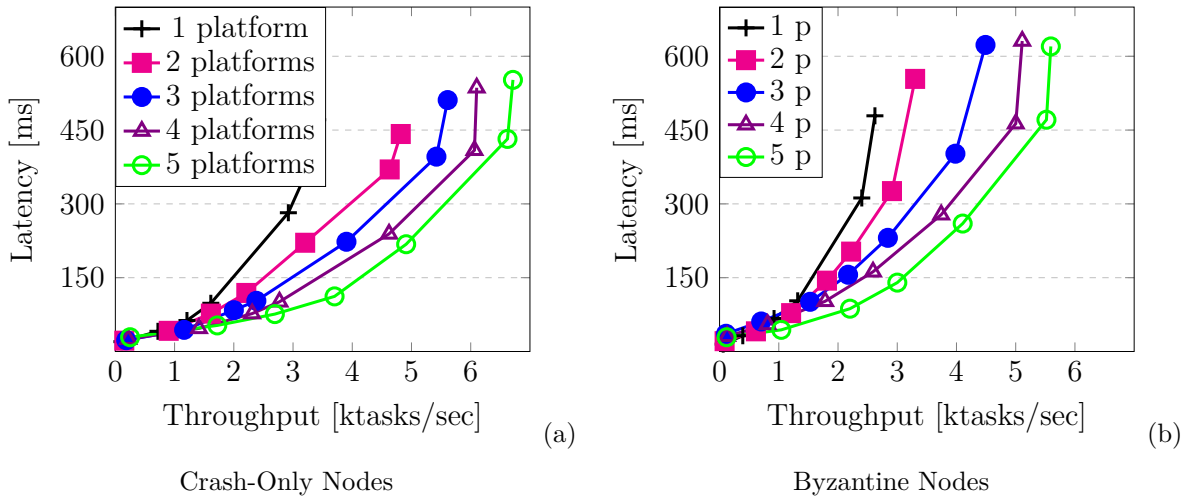 600
450
300
150
Latency [ms]
1 platform
2 platforms
3 platforms
4 platforms
5 platforms
0 1 2 3 4 5 6
Throughput [ktasks/sec]
(a)
Crash-Only Nodes
600
450
300
150
Latency [ms]
1 p
2 p
3 p
4 p
5 p
0 1 2 3 4 5 6
Throughput [ktasks/sec]
(b)
Byzantine Nodes